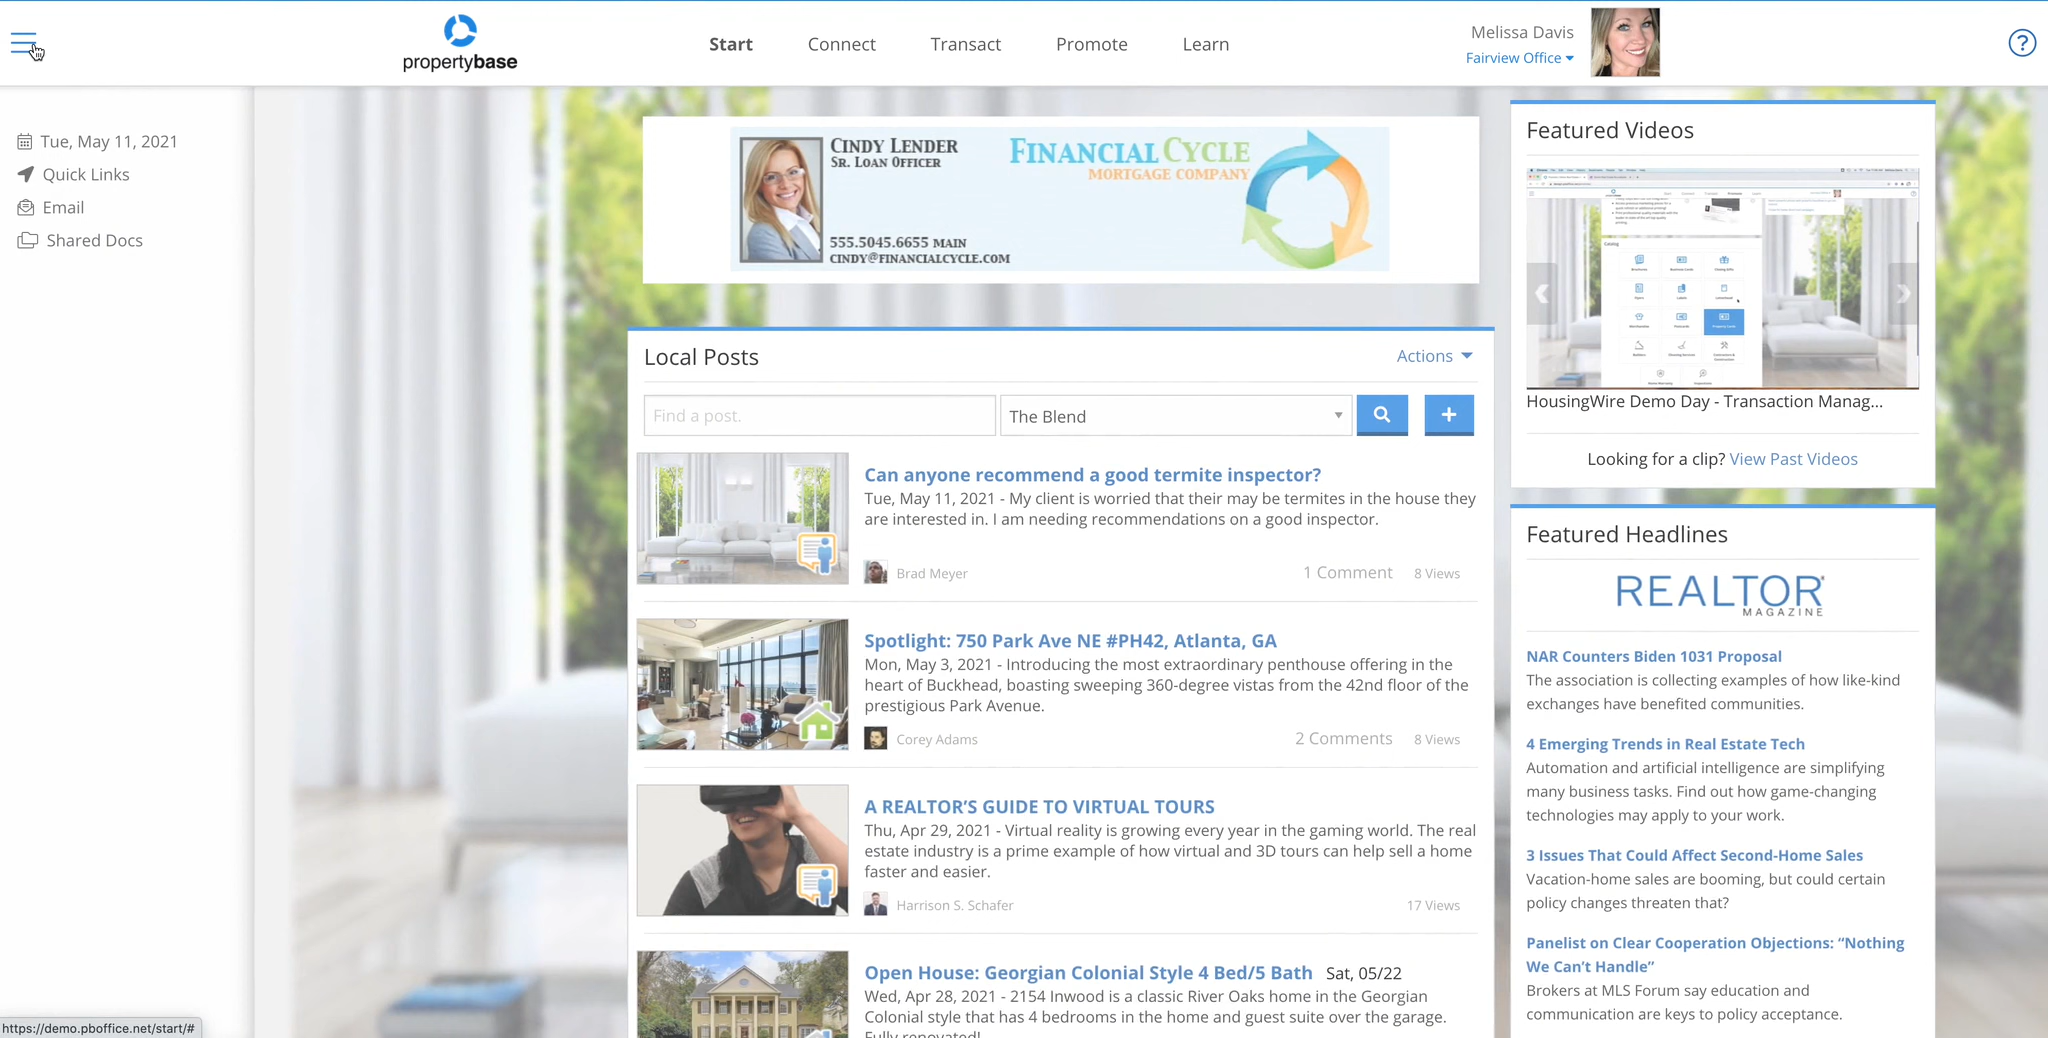 propertybase
Start
Connect
Transact
Promote
Learn
Melissa Davis
Fairview Office
?
Tue, May 11, 2021
Quick Links
Email
Shared Docs
CINDY LENDER
SR. LOAN OFFICER
555.5045.6655 MAIN
CINDY@FINANCIALCYCLE.COM
FINANCIAL CYCLE
MORTGAGE COMPANY
Local Posts
Actions
Find a post.
The Blend
Can anyone recommend a good termite inspector?
Tue, May 11, 2021 - My client is worried that their may be termites in the house they
are interested in. I am needing recommendations on a good inspector.
Brad Meyer
1 Comment
8 Views
Spotlight: 750 Park Ave NE #PH42, Atlanta, GA
Mon, May 3, 2021 - Introducing the most extraordinary penthouse offering in the
heart of Buckhead, boasting sweeping 360-degree vistas from the 42nd floor of the
prestigious Park Avenue.
Corey Adams
2 Comments
8 Views
A REALTOR'S GUIDE TO VIRTUAL TOURS
Thu, Apr 29, 2021 - Virtual reality is growing every year in the gaming world. The real
estate industry is a prime example of how virtual and 3D tours can help sell a home
faster and easier.
Harrison S. Schafer
17 Views
Open House: Georgian Colonial Style 4 Bed/5 Bath Sat, 05/22
Wed, Apr 28, 2021 - 2154 Inwood is a classic River Oaks home in the Georgian
Colonial style that has 4 bedrooms in the home and guest suite over the garage.
Fully renovated!
Featured Videos
HousingWire Demo Day - Transaction Manag...
Looking for a clip? View Past Videos
Featured Headlines
REALTOR
MAGAZINE
NAR Counters Biden 1031 Proposal
The association is collecting examples of how like-kind
exchanges have benefited communities.
4 Emerging Trends in Real Estate Tech
Automation and artificial intelligence are simplifying
many business tasks. Find out how game-changing
technologies may apply to your work.
3 Issues That Could Affect Second-Home Sales
Vacation-home sales are booming, but could certain
policy changes threaten that?
Panelist on Clear Cooperation Objections: “Nothing
We Can’t Handle”
Brokers at MLS Forum say education and
communication are keys to policy acceptance.
https://demo.pboffice.net/start/#